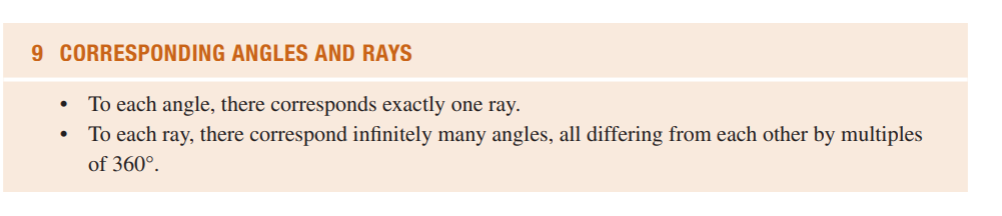 9 CORRESPONDING ANGLES AND RAYS
• To each angle, there corresponds exactly one ray.
• To each ray, there correspond infinitely many angles, all differing from each other by multiples
of 360°.